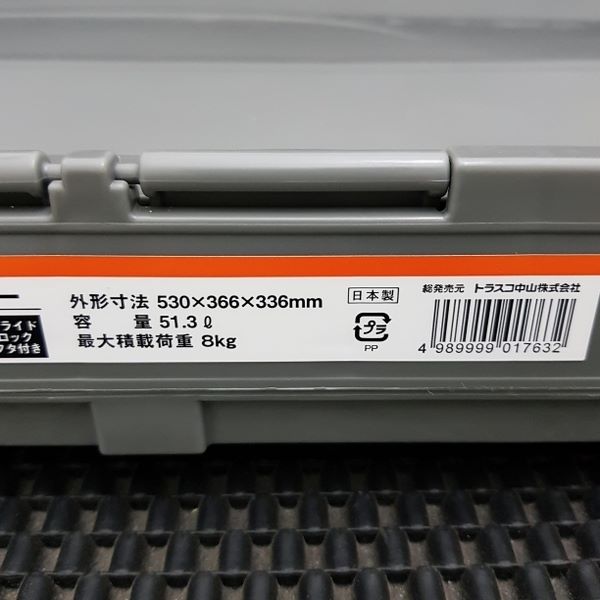 ー
ライド
ロック
フタ付き
外形寸法 530×366×336mm
容 量 51.3ℓ
最大積載荷重 8kg
日本製
プラ
PP
総発売元 トラスコ中山株式会社
4 989999 017632